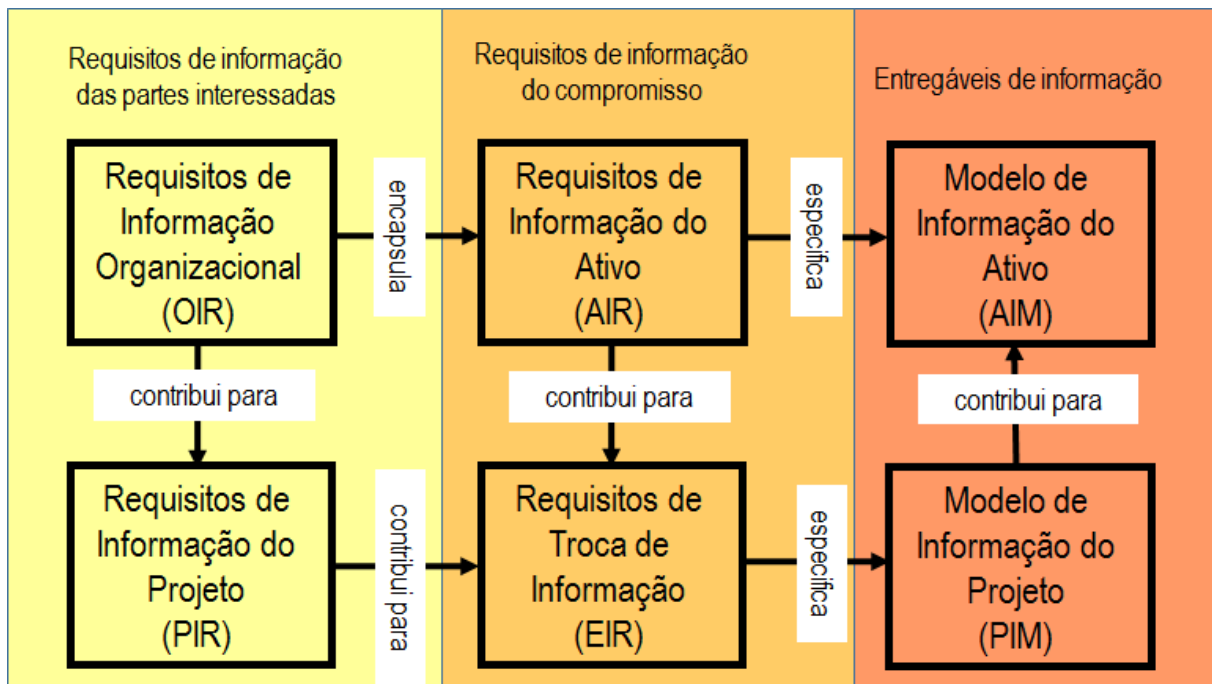 Requisitos de informação
das partes interessadas
Requisitos de informação
do compromisso
Entregáveis de informação
Requisitos de
Informação
Organizacional
(OIR)
encapsula
Requisitos de
Informação do
Ativo
(AIR)
especifica
Modelo de
Informação do
Ativo
(AIM)
contribui para
contribui para
contribui para
Requisitos de
Informação do
Projeto
(PIR)
contribui para
Requisitos de
Troca de
Informação
(EIR)
especifica
Modelo de
Informação do
Projeto
(PIM)